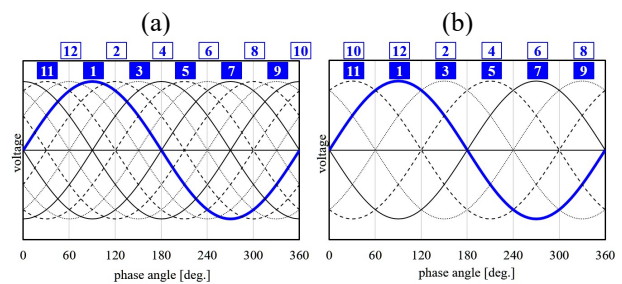 (a)
(b)
12 2 4 6 8 10
11 1 3 5 7 9
10 12 2 4 6 8
11 1 3 5 7 9
voltage
voltage
0 60 120 180 240 300 360
0 60 120 180 240 300 360
phase angle [deg.]
phase angle [deg.]